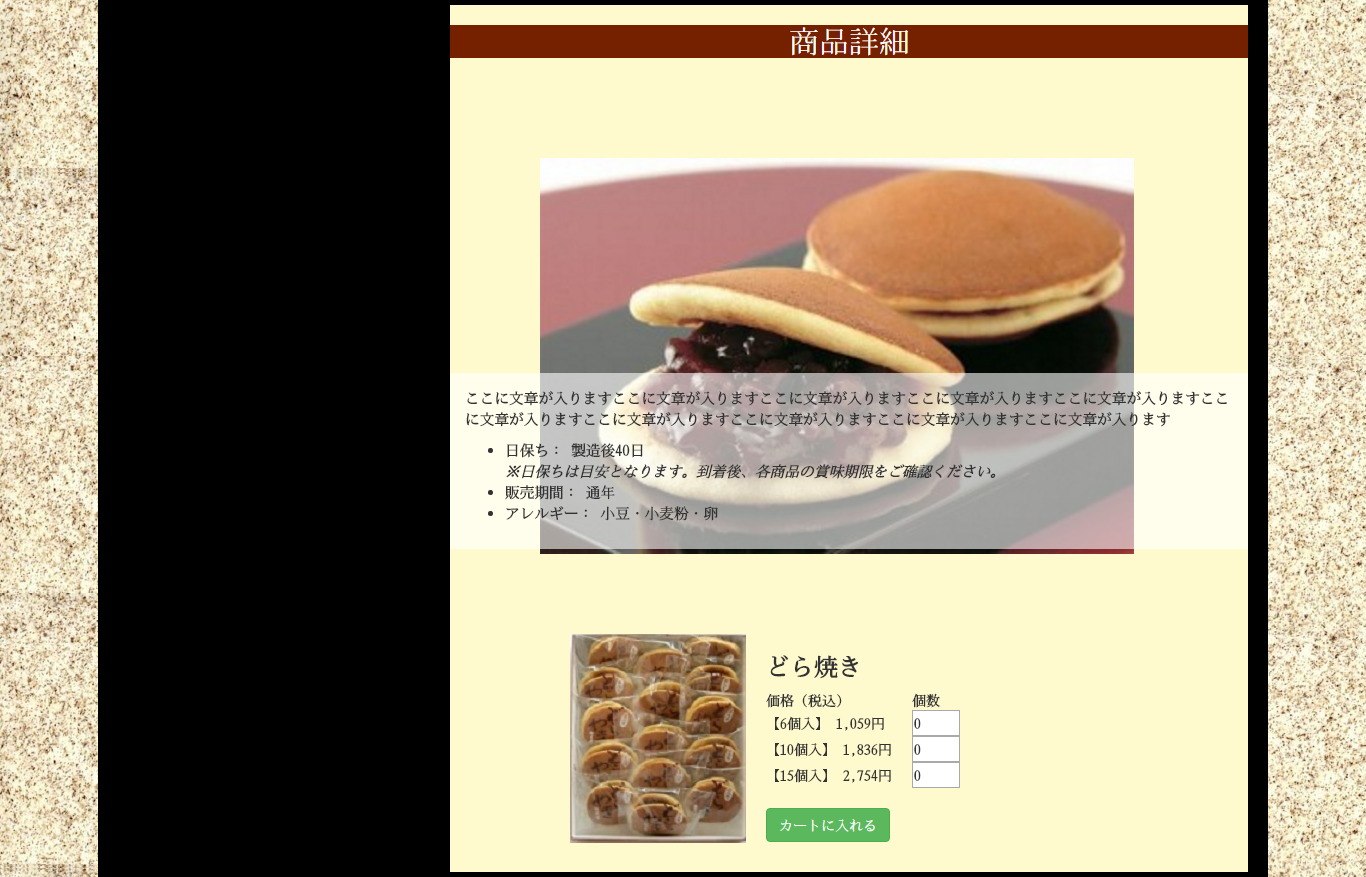 商品詳細
ここに文章が入りますここに文章が入りますここに文章が入りますここに文章が入りますここに文章が入りますここ
に文章が入りますここに文章が入りますここに文章が入りますここに文章が入りますここに文章が入ります
日保ち： 製造後40日
※日保ちは目安となります。到着後、各商品の賞味期限をご確認ください。
販売期間： 通年
アレルギー： 小豆・小麦粉・卵
どら焼き
価格（税込） 個数
【6個入】 1,059円 0
【10個入】 1,836円 0
【15個入】 2,754円 0
カートに入れる